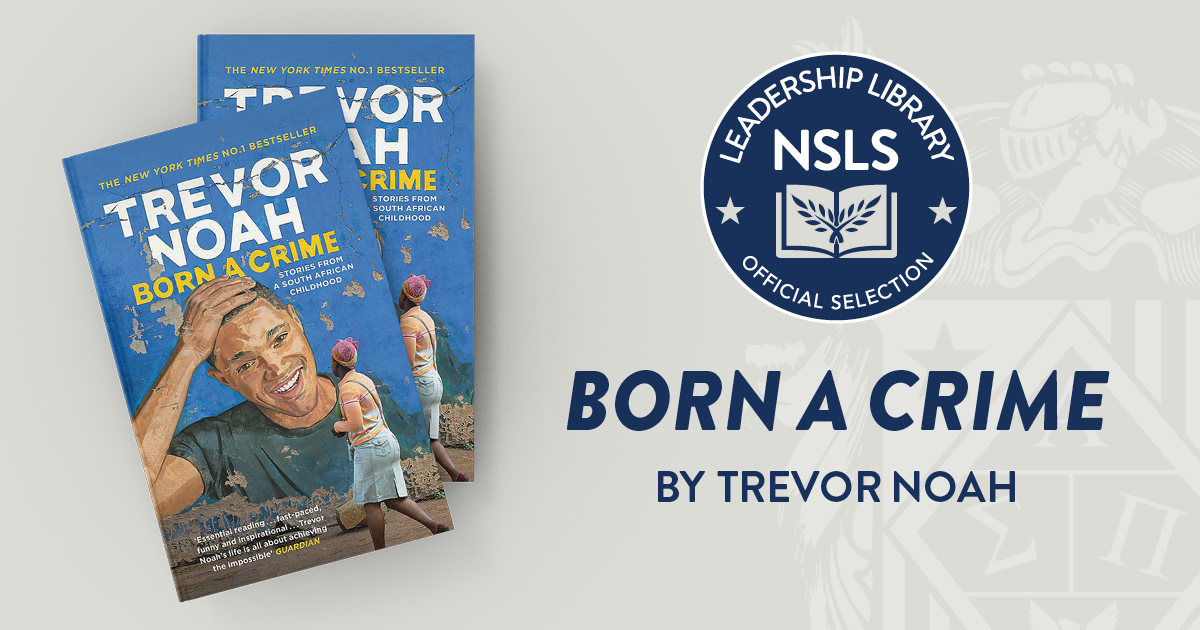 THE NEW YORK TIMES NO.1 BESTSELLER
TREVOR
NOAH
BORN A CRIME
STORIES FROM
A SOUTH AFRICAN
CHILDHOOD
'Essential reading...fast-paced,
funny and inspirational...Trevor
Noah's life is all about achieving
the impossible' GUARDIAN
THE NEW YORK TIMES NO.1 BESTSELLER
TREVOR
AH
CRIME
STORIES FROM
SOUTH AFRICAN
CHILDHOOD
LEADERSHIP LIBRARY
NSLS
OFFICIAL SELECTION
BORN A CRIME
BY TREVOR NOAH
Λ
Σ Π